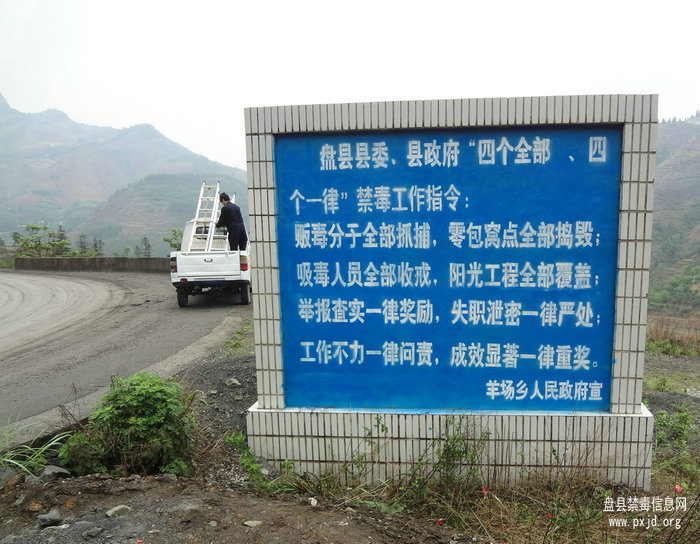 盘县县委、县政府“四个全部 、四
个一律”禁毒工作指令：
贩毒分子全部抓捕，零包窝点全部捣毁；
吸毒人员全部收戒，阳光工程全部覆盖；
举报查实一律奖励，失职泄密一律严处；
工作不力一律问责，成效显著一律重奖。
羊场乡人民政府宣
盘县禁毒信息网
www.pxjd.org